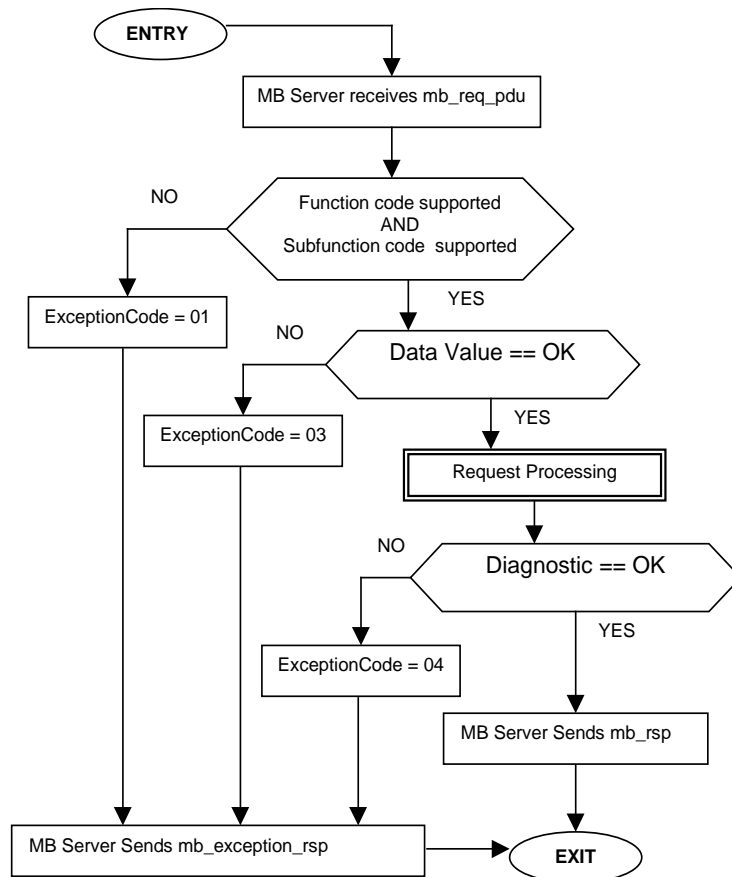 ENTRY
MB Server receives mb_req_pdu
NO
Function code supported
AND
Subfunction code supported
YES
ExceptionCode = 01
NO
Data Value == OK
YES
ExceptionCode = 03
Request Processing
NO
Diagnostic == OK
YES
ExceptionCode = 04
MB Server Sends mb_rsp
MB Server Sends mb_exception_rsp
EXIT